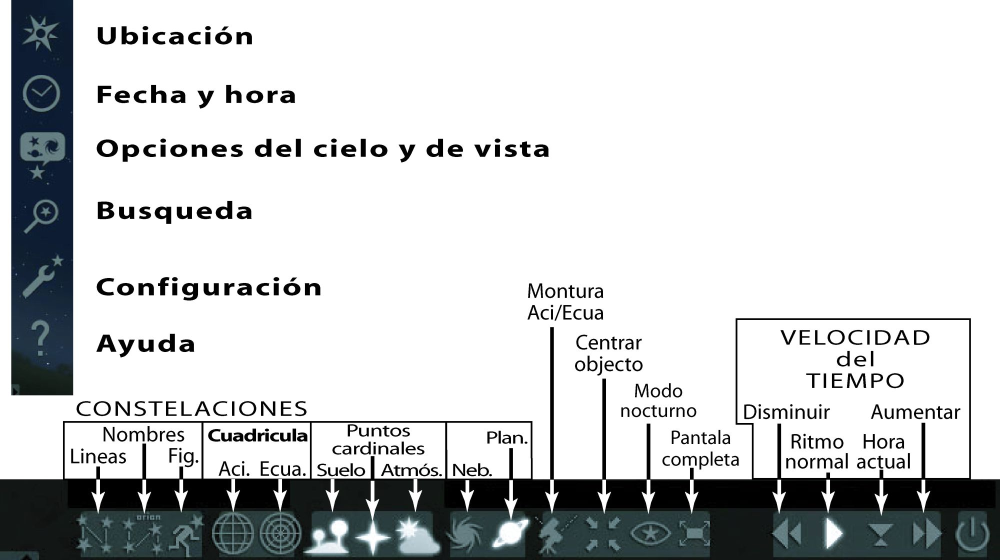 Ubicación
Fecha y hora
Opciones del cielo y de vista
Busqueda
Configuración
Ayuda
?
Montura
Aci/Ecua
Centrar
objecto
Modo
nocturno
Pantala
completa
VELOCIDAD
del
TIEMPO
Disminuir
Aumentar
Ritmo
normal
Hora
actual
CONSTELACIONES
Nombres
Lineas
Fig.
Cuadricula
Aci. Ecua.
Puntos
cardinales
Suelo
Atmós.
Plan.
Neb.
orion